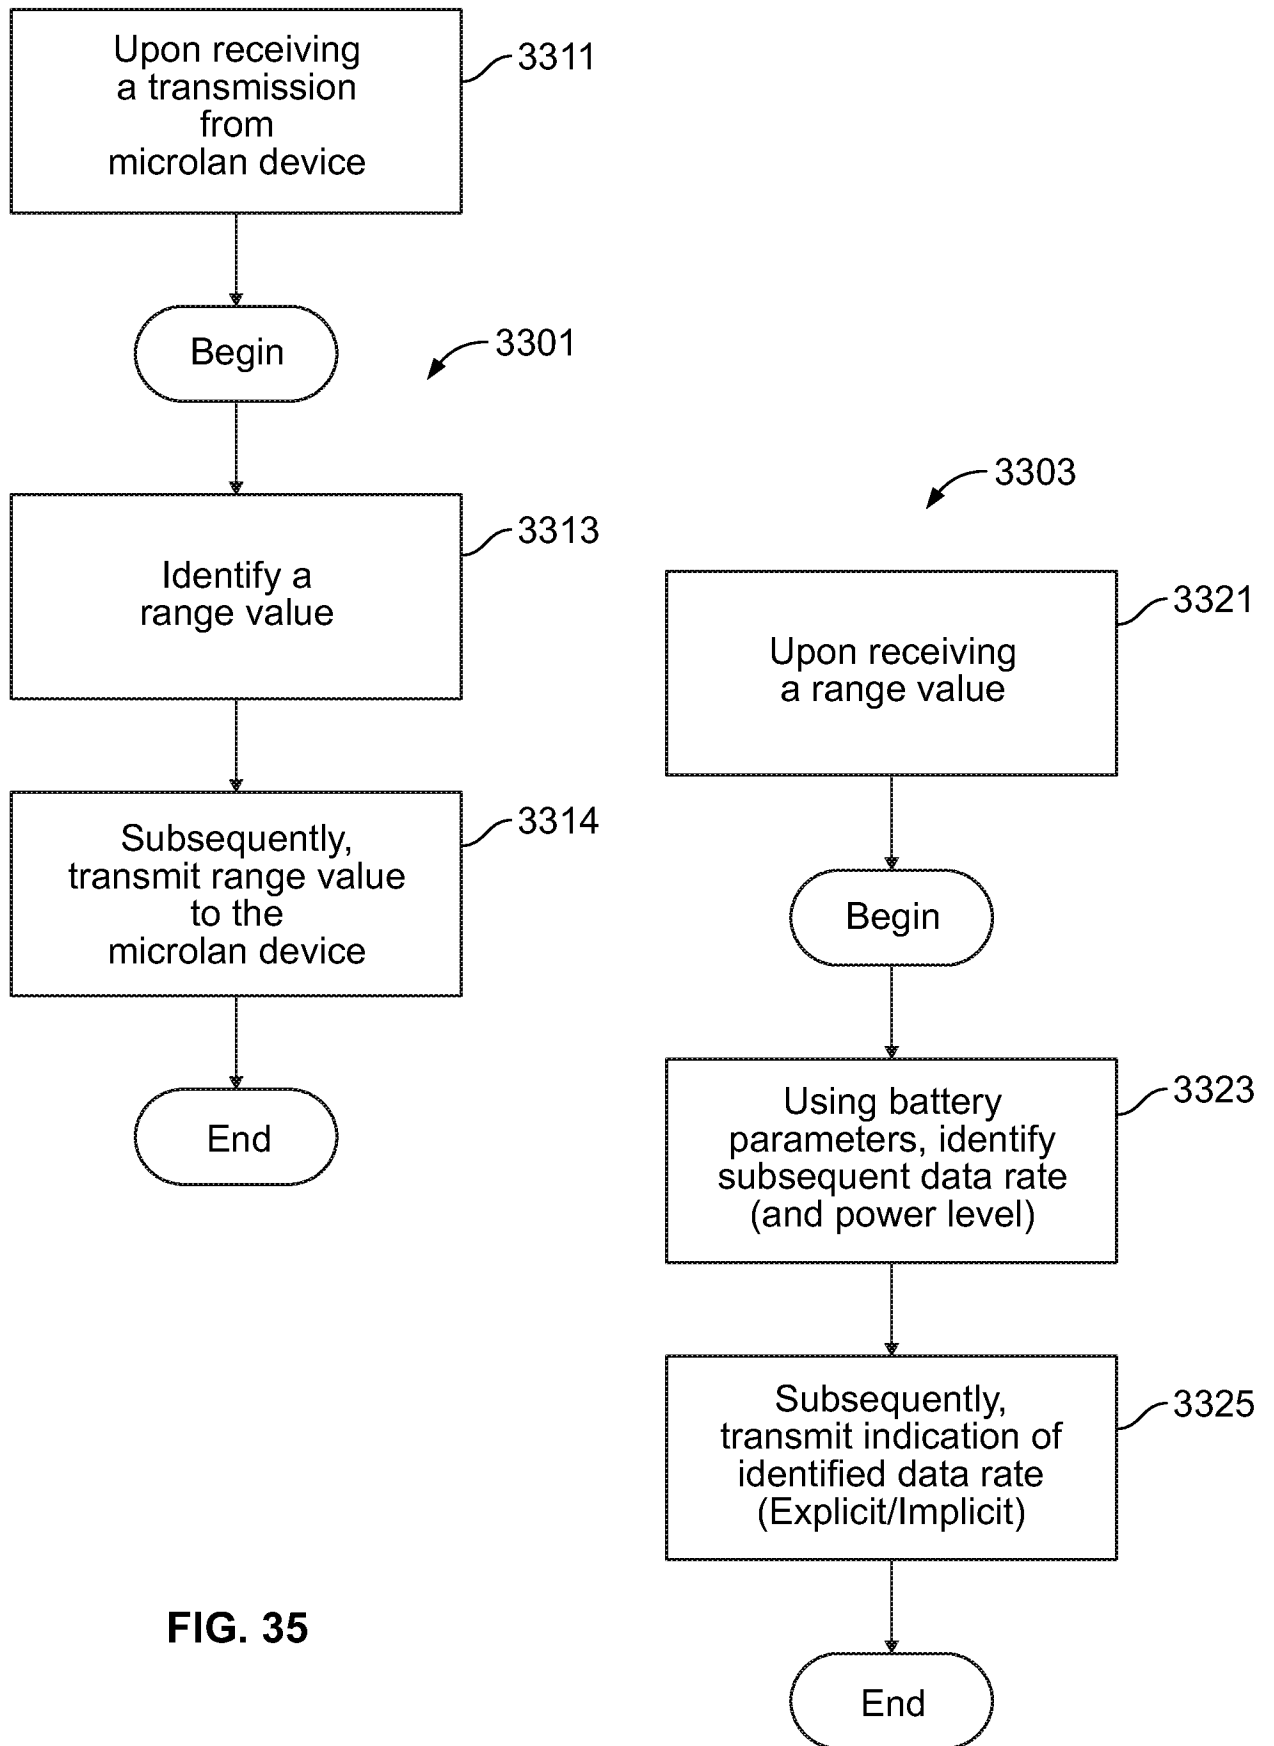 Upon receiving
a transmission
from
microlan device
3311
Begin
3301
Identify a
range value
3313
Subsequently,
transmit range value
to the
microlan device
3314
End
3303
Upon receiving
a range value
3321
Begin
Using battery
parameters, identify
subsequent data rate
(and power level)
3323
Subsequently,
transmit indication of
identified data rate
(Explicit/Implicit)
3325
End
FIG. 35